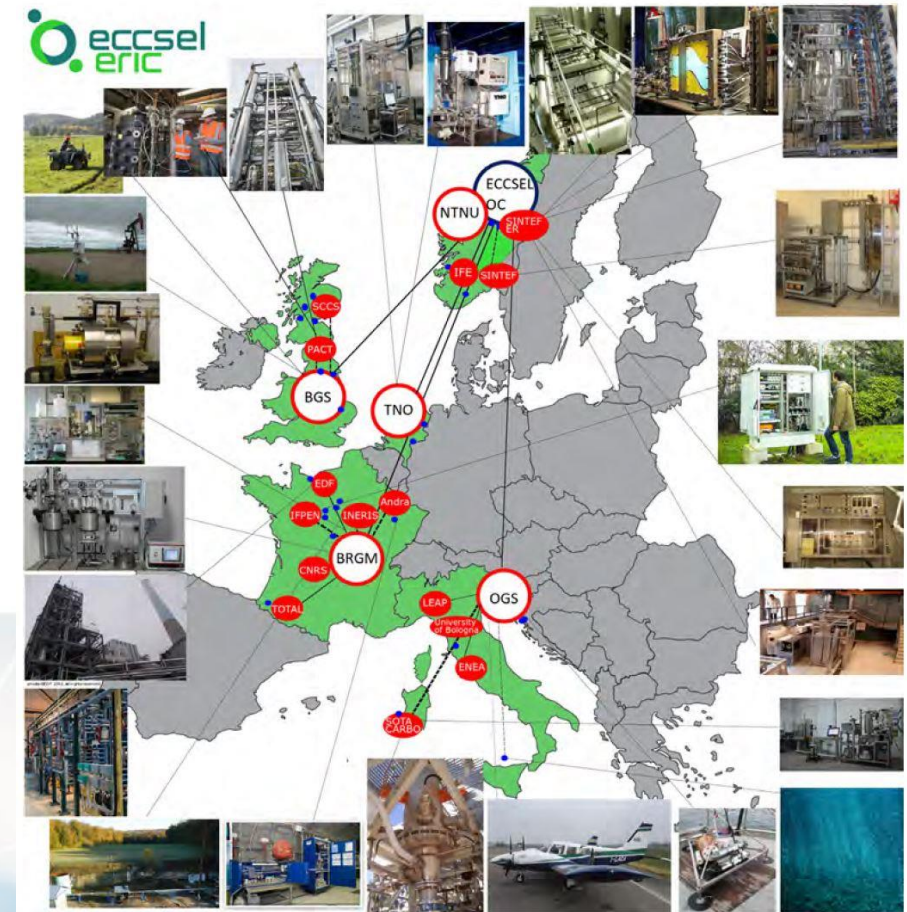 eccsel
eric
ECCSEL
OC
NTNU
SINTEF
ER
IFE
SINTEF
SCCS
PACT
BGS
TNO
EDF
Andra
IFPEN
INERIS
BRGM
CNRS
TOTAL
OGS
LEAP
University
of Bologna
ENEA
SOTA
CARBO